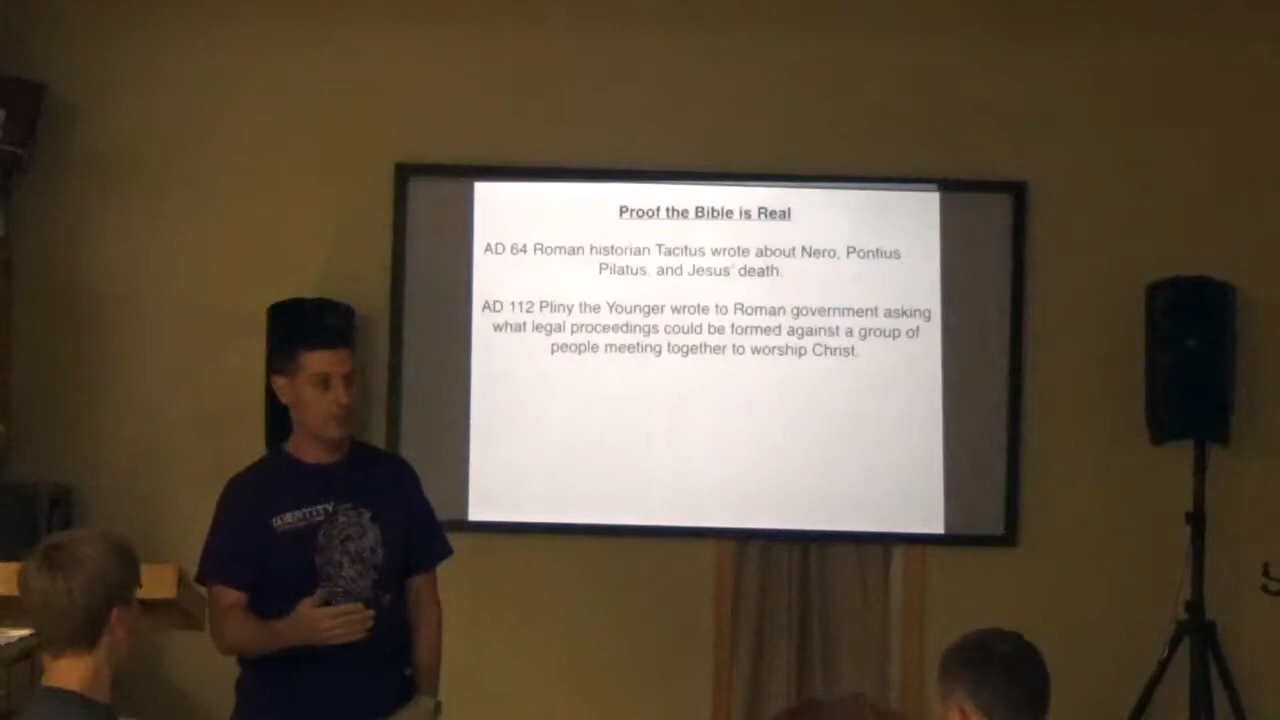 Proof the Bible is Real
AD 64 Roman historian Tacitus wrote about Nero, Pontius
Pilatus, and Jesus' death.
AD 112 Pliny the Younger wrote to Roman government asking
what legal proceedings could be formed against a group of
people meeting together to worship Christ.
IDENTITY